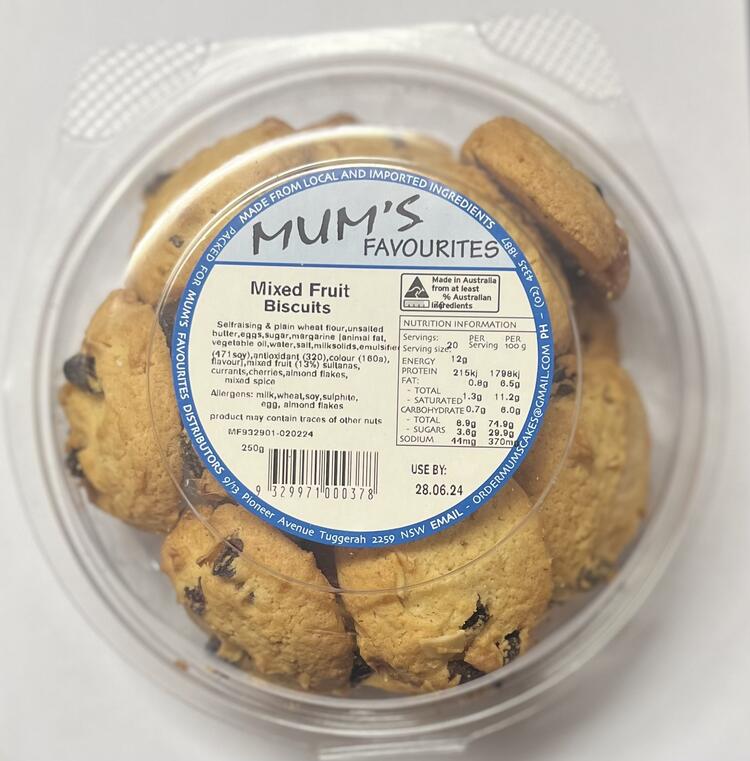 MADE FROM LOCAL AND IMPORTED INGREDIENTS
MUM'S
FAVOURITES
Mixed Fruit
Biscuits
Selfraising & plain wheat flour,unsalted
butter,eggs,sugar,margarine [animal fat,
vegetable oil,water,salt,milksolids,emulsifier
(471soy),antioxidant (320),colour (160a),
flavour],mixed fruit (13%) sultanas,
currants,cherries,almond flakes,
mixed spice
Allergens: milk,wheat,soy,sulphite,
egg, almond flakes
product may contain traces of other nuts
MF932901-020224
250g
9 329971 000378
Made in Australia
from at least
% Australian
ingredients
NUTRITION INFORMATION
Servings: 20 PER PER
Serving size: Serving 100 g
ENERGY 12g
PROTEIN 215kj 1798kj
FAT: 0.8g 6.5g
- TOTAL
- SATURATED 1.3g 11.2g
CARBOHYDRATE 0.7g 6.0g
- TOTAL 8.9g 74.9g
- SUGARS 3.6g 29.9g
SODIUM 44mg 370mg
USE BY:
28.06.24
PACKED FOR MUM'S FAVOURITES DISTRIBUTORS 9/13 Pioneer Avenue Tuggerah 2259 NSW EMAIL - ORDERMUMSCAKES@GMAIL.COM PH - (02) 4325 1887